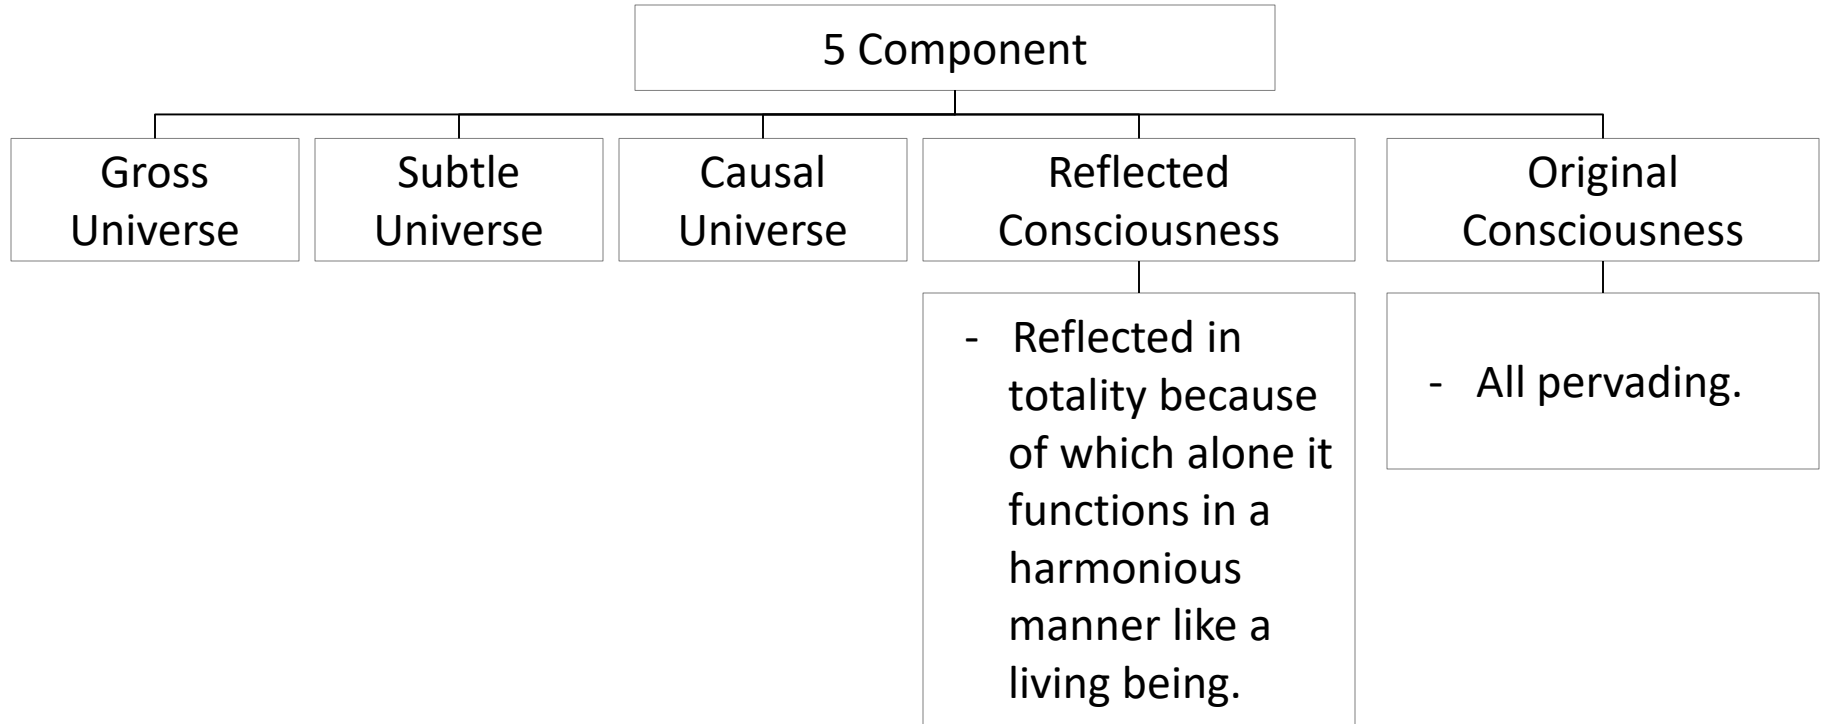 5 Component
Gross
Universe
Subtle
Universe
Causal
Universe
Reflected
Consciousness
Original
Consciousness
- Reflected in
totality because
of which alone it
functions in a
harmonious
manner like a
living being.
- All pervading.